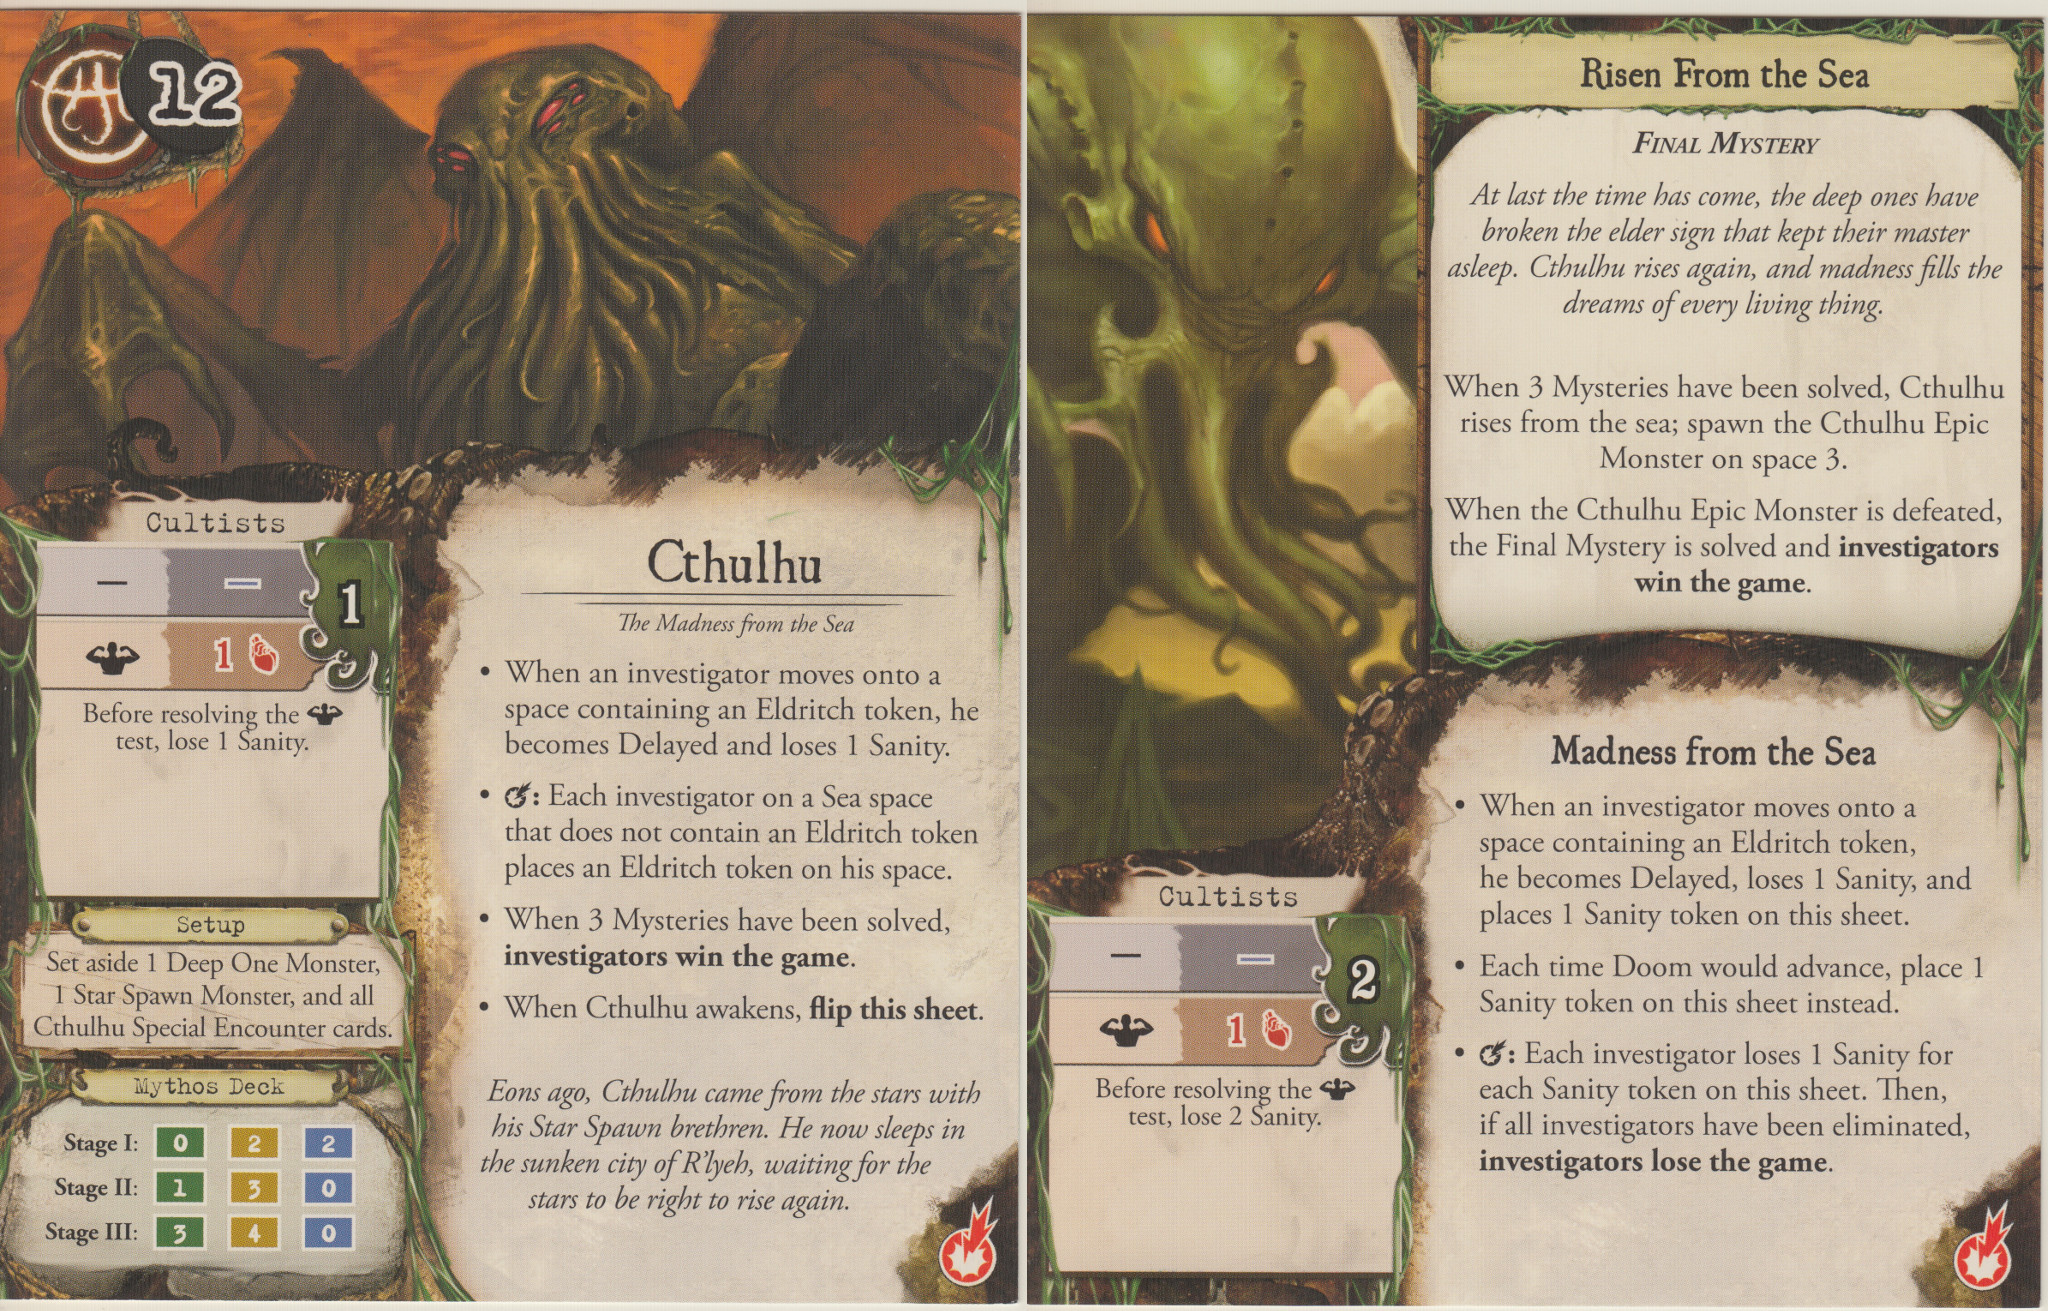 12
Cultists
— —
1
1
Before resolving the
test, lose 1 Sanity.
Setup
Set aside 1 Deep One Monster,
1 Star Spawn Monster, and all
Cthulhu Special Encounter cards.
Mythos Deck
Stage I: 0 2 2
Stage II: 1 3 0
Stage III: 3 4 0
Cthulhu
The Madness from the Sea
• When an investigator moves onto a
space containing an Eldritch token, he
becomes Delayed and loses 1 Sanity.
• : Each investigator on a Sea space
that does not contain an Eldritch token
places an Eldritch token on his space.
• When 3 Mysteries have been solved,
investigators win the game.
• When Cthulhu awakens, flip this sheet.
Eons ago, Cthulhu came from the stars with
his Star Spawn brethren. He now sleeps in
the sunken city of R'lyeh, waiting for the
stars to be right to rise again.
Risen From the Sea
Final Mystery
At last the time has come, the deep ones have
broken the elder sign that kept their master
asleep. Cthulhu rises again, and madness fills the
dreams of every living thing.
When 3 Mysteries have been solved, Cthulhu
rises from the sea; spawn the Cthulhu Epic
Monster on space 3.
When the Cthulhu Epic Monster is defeated,
the Final Mystery is solved and investigators
win the game.
Cultists
— —
2
1
Before resolving the
test, lose 2 Sanity.
Madness from the Sea
• When an investigator moves onto a
space containing an Eldritch token,
he becomes Delayed, loses 1 Sanity, and
places 1 Sanity token on this sheet.
• Each time Doom would advance, place 1
Sanity token on this sheet instead.
• : Each investigator loses 1 Sanity for
each Sanity token on this sheet. Then,
if all investigators have been eliminated,
investigators lose the game.